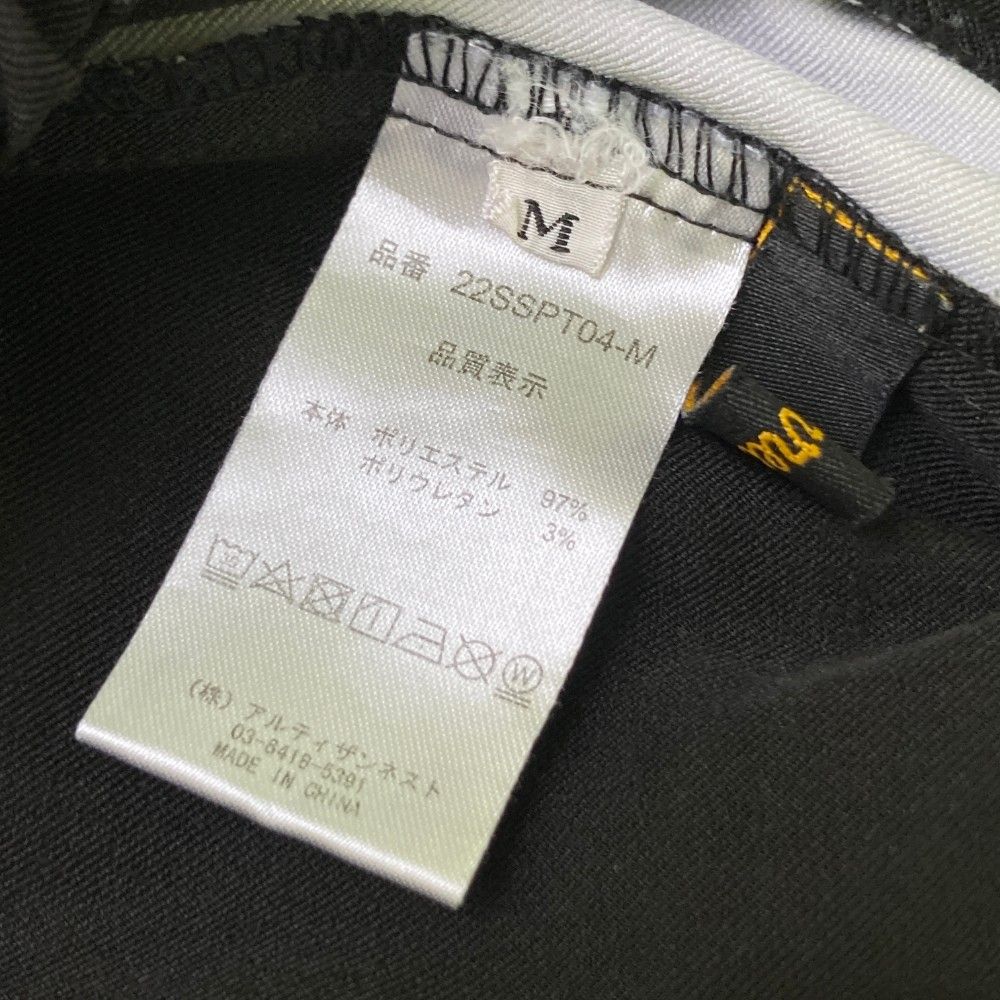 M
品番 22SSPT04-M
品質表示
本体 ポリエステル 97%
ポリウレタン 3%
W
(株)アルティザンネスト
03-6416-5391
MADE IN CHINA